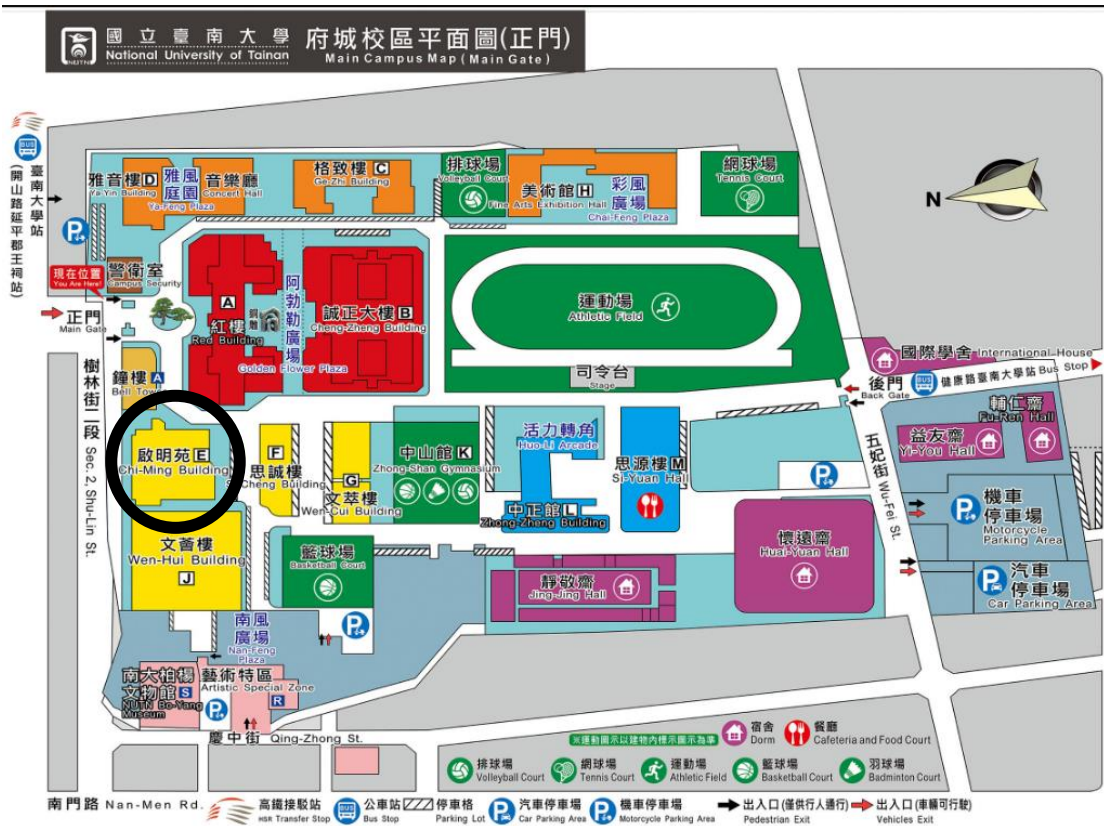 國立臺南大學
National University of Tainan
NUTN
府城校區平面圖(正門)
Main Campus Map (Main Gate)
BUS
臺南大學站
(開山路延平郡王祠站)
雅音樓 D
Ya-Yin Building
雅風庭園
Ya-Feng Plaza
音樂廳
Concert Hall
格致樓 C
Ge-Zhi Building
排球場
Volleyball Court
美術館 H
Fine Arts Exhibition Hall
彩風廣場
Chai-Feng Plaza
網球場
Tennis Court
N
P
現在位置
You Are Here!
警衛室
Campus Security
正門
Main Gate
A
紅樓
Red Building
銅雕
阿勃勒廣場
Golden Flower Plaza
誠正大樓 B
Cheng-Zheng Building
運動場
Athletic Field
司令台
Stage
國際學舍 International House
後門
Back Gate
BUS
健康路臺南大學站 Bus Stop
鐘樓 A
Bell Tow
樹林街二段 Sec. 2, Shu-Lin St.
啟明苑 E
Chi-Ming Building
F
思誠樓
Cheng Building
G
文萃樓
Wen-Cui Building
中山館 K
Zhong-Shan Gymnasium
活力轉角
Huo-Li Arcade
中正館 L
Zhong-Zheng Building
思源樓 M
Si-Yuan Hall
P
五妃街 Wu-Fei St.
輔仁齋
Fu-Ren Hall
益友齋
Yi-You Hall
P
機車停車場
Motorcycle Parking Area
P
汽車停車場
Car Parking Area
文薈樓
Wen-Hui Building
J
籃球場
Basketball Court
P
靜敬齋
Jing-Jing Hall
懷遠齋
Huai-Yuan Hall
南風廣場
Nan-Feng Plaza
南大柏楊文物館 S
NUTN Bo-Yang Museum
藝術特區
Artistic Special Zone
R
P
慶中街 Qing-Zhong St.
※運動圖示以建物內標示圖示為準
宿舍
Dorm
餐廳
Cafeteria and Food Court
排球場
Volleyball Court
網球場
Tennis Court
運動場
Athletic Field
籃球場
Basketball Court
羽球場
Badminton Court
南門路 Nan-Men Rd.
高鐵接駁站
HSR Transfer Stop
BUS
公車站
Bus Stop
停車格
Parking Lot
P
汽車停車場
Car Parking Area
P
機車停車場
Motorcycle Parking Area
出入口(僅供行人通行)
Pedestrian Exit
出入口(車輛可行駛)
Vehicles Exit